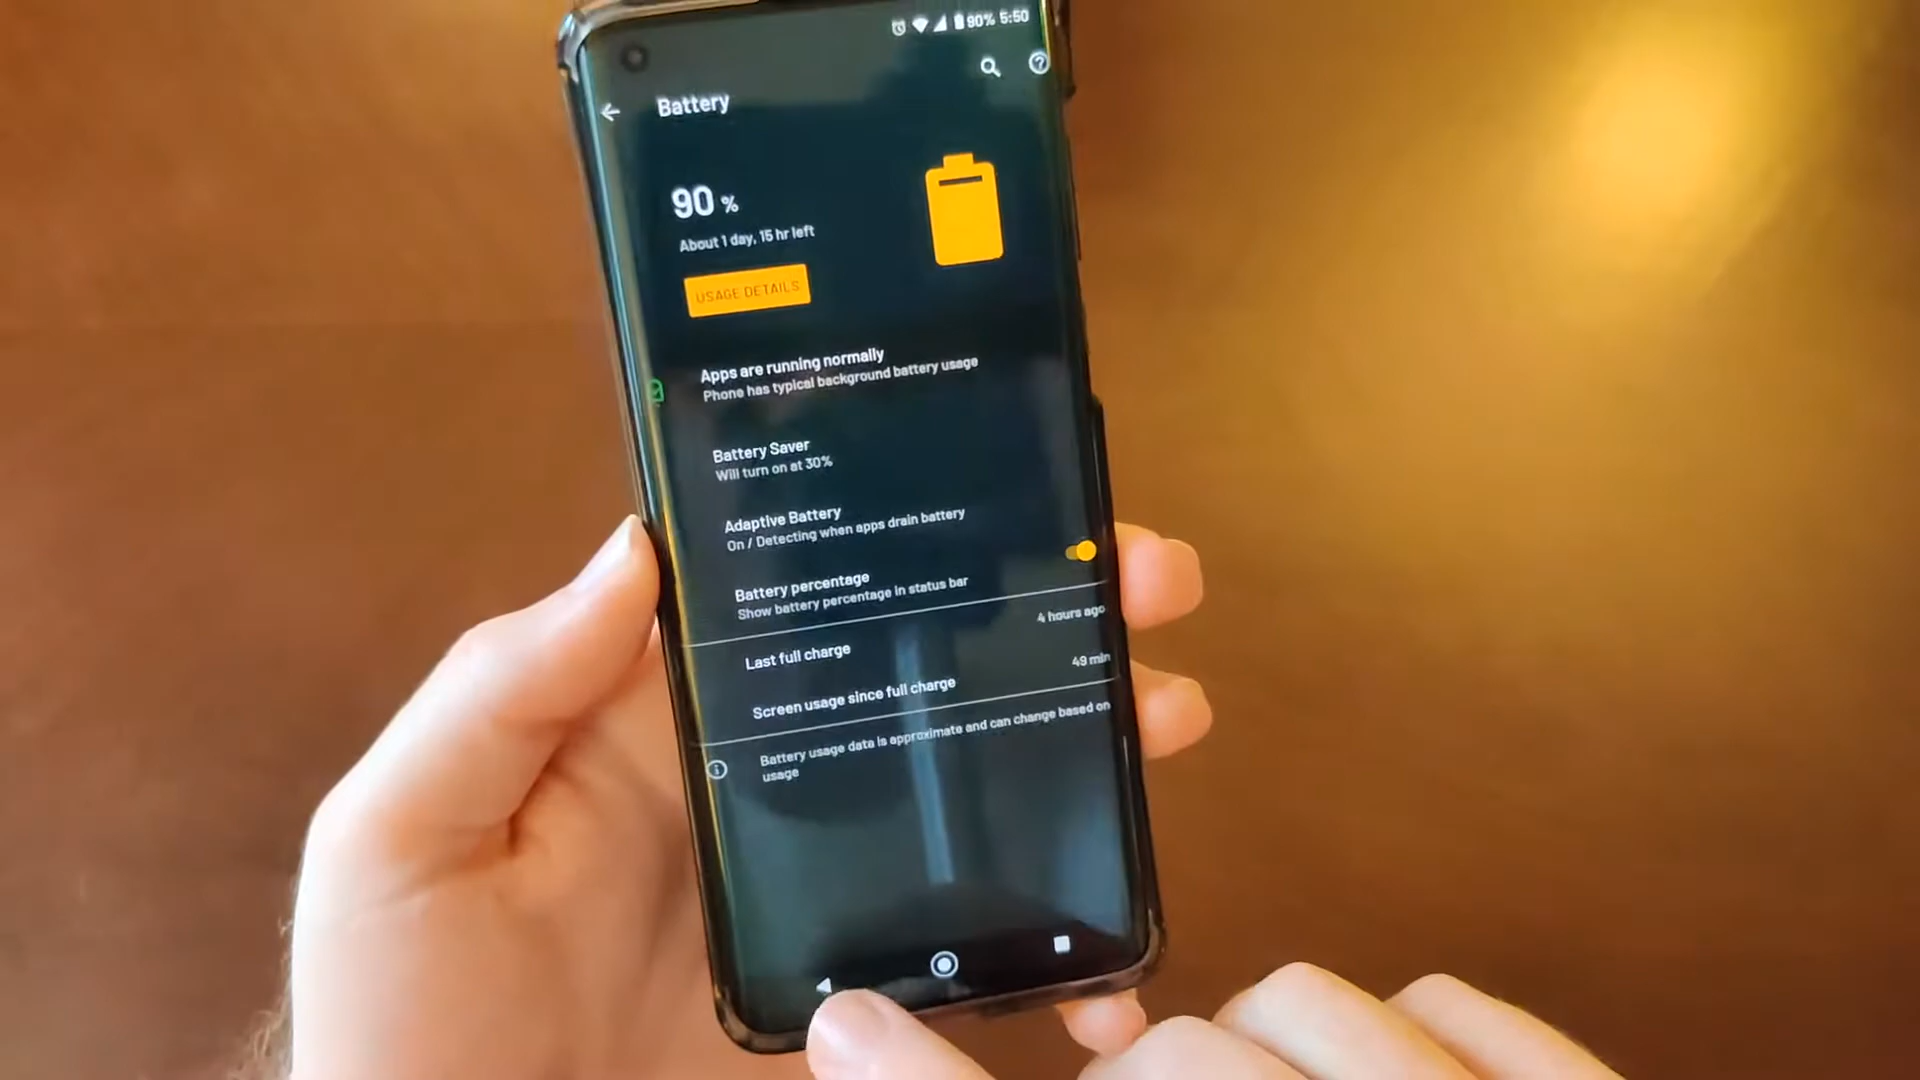 90% 5:50
Battery
90 %
About 1 day, 15 hr left
USAGE DETAILS
Apps are running normally
Phone has typical background battery usage
Battery Saver
Will turn on at 30%
Adaptive Battery
On / Detecting when apps drain battery
Battery percentage
Show battery percentage in status bar
Last full charge
4 hours ago
Screen usage since full charge
49 min
Battery usage data is approximate and can change based on
usage